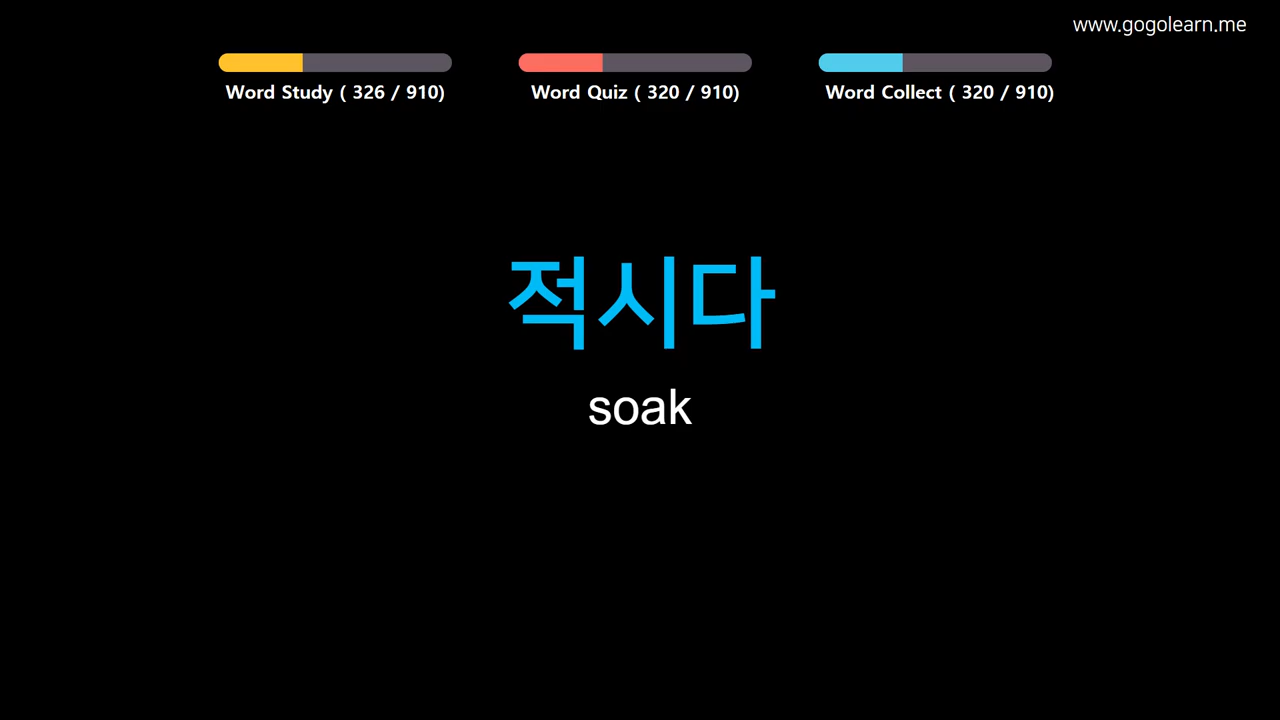 www.gogolearn.me
Word Study ( 326 / 910)
Word Quiz ( 320 / 910)
Word Collect ( 320 / 910)
적시다
soak